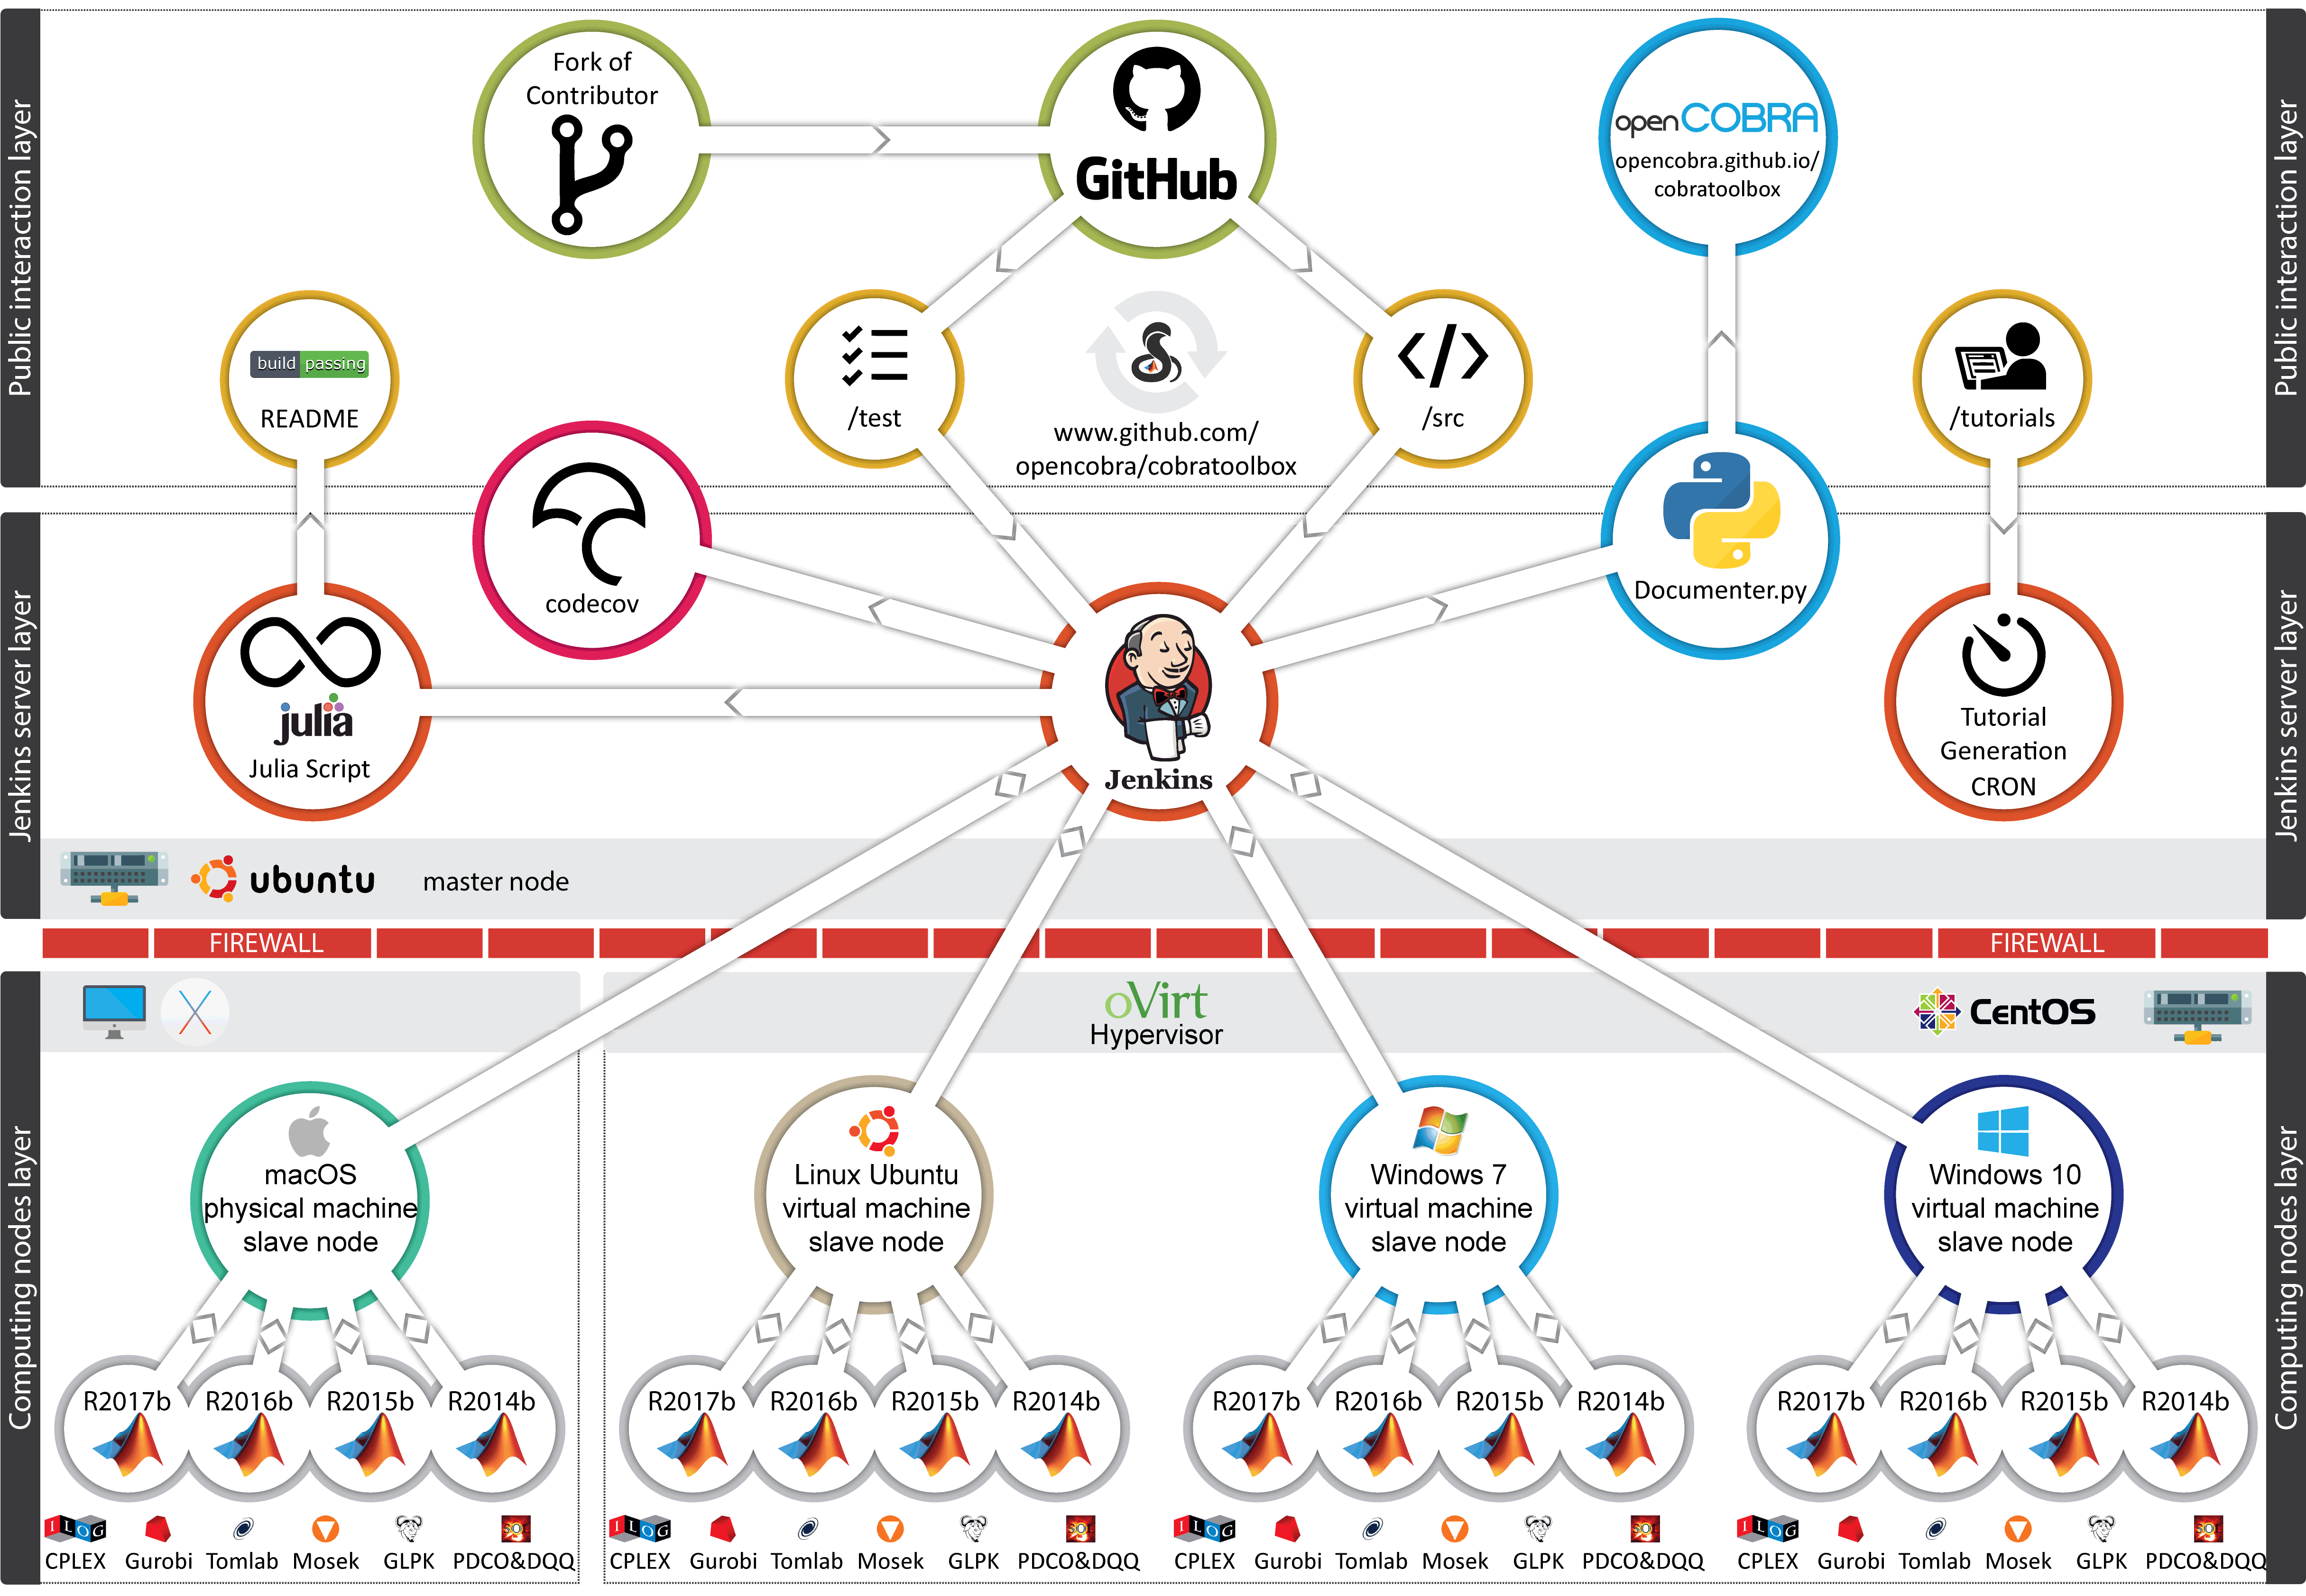 Public interaction layer
Public interaction layer
Fork of
Contributor
GitHub
openCOBRA
opencobra.github.io/
cobratoolbox
build passing
README
/test
www.github.com/
opencobra/cobratoolbox
/src
/tutorials
Jenkins server layer
Jenkins server layer
codecov
Documenter.py
julia
Julia Script
Jenkins
Tutorial
Generation
CRON
ubuntu
master node
FIREWALL
FIREWALL
Computing nodes layer
Computing nodes layer
oVirt
Hypervisor
CentOS
macOS
physical machine
slave node
Linux Ubuntu
virtual machine
slave node
Windows 7
virtual machine
slave node
Windows 10
virtual machine
slave node
R2017b R2016b R2015b R2014b
R2017b R2016b R2015b R2014b
R2017b R2016b R2015b R2014b
R2017b R2016b R2015b R2014b
ILOG SOL
CPLEX Gurobi Tomlab Mosek GLPK PDCO&DQQ
ILOG SOL
CPLEX Gurobi Tomlab Mosek GLPK PDCO&DQQ
ILOG SOL
CPLEX Gurobi Tomlab Mosek GLPK PDCO&DQQ
ILOG SOL
CPLEX Gurobi Tomlab Mosek GLPK PDCO&DQQ